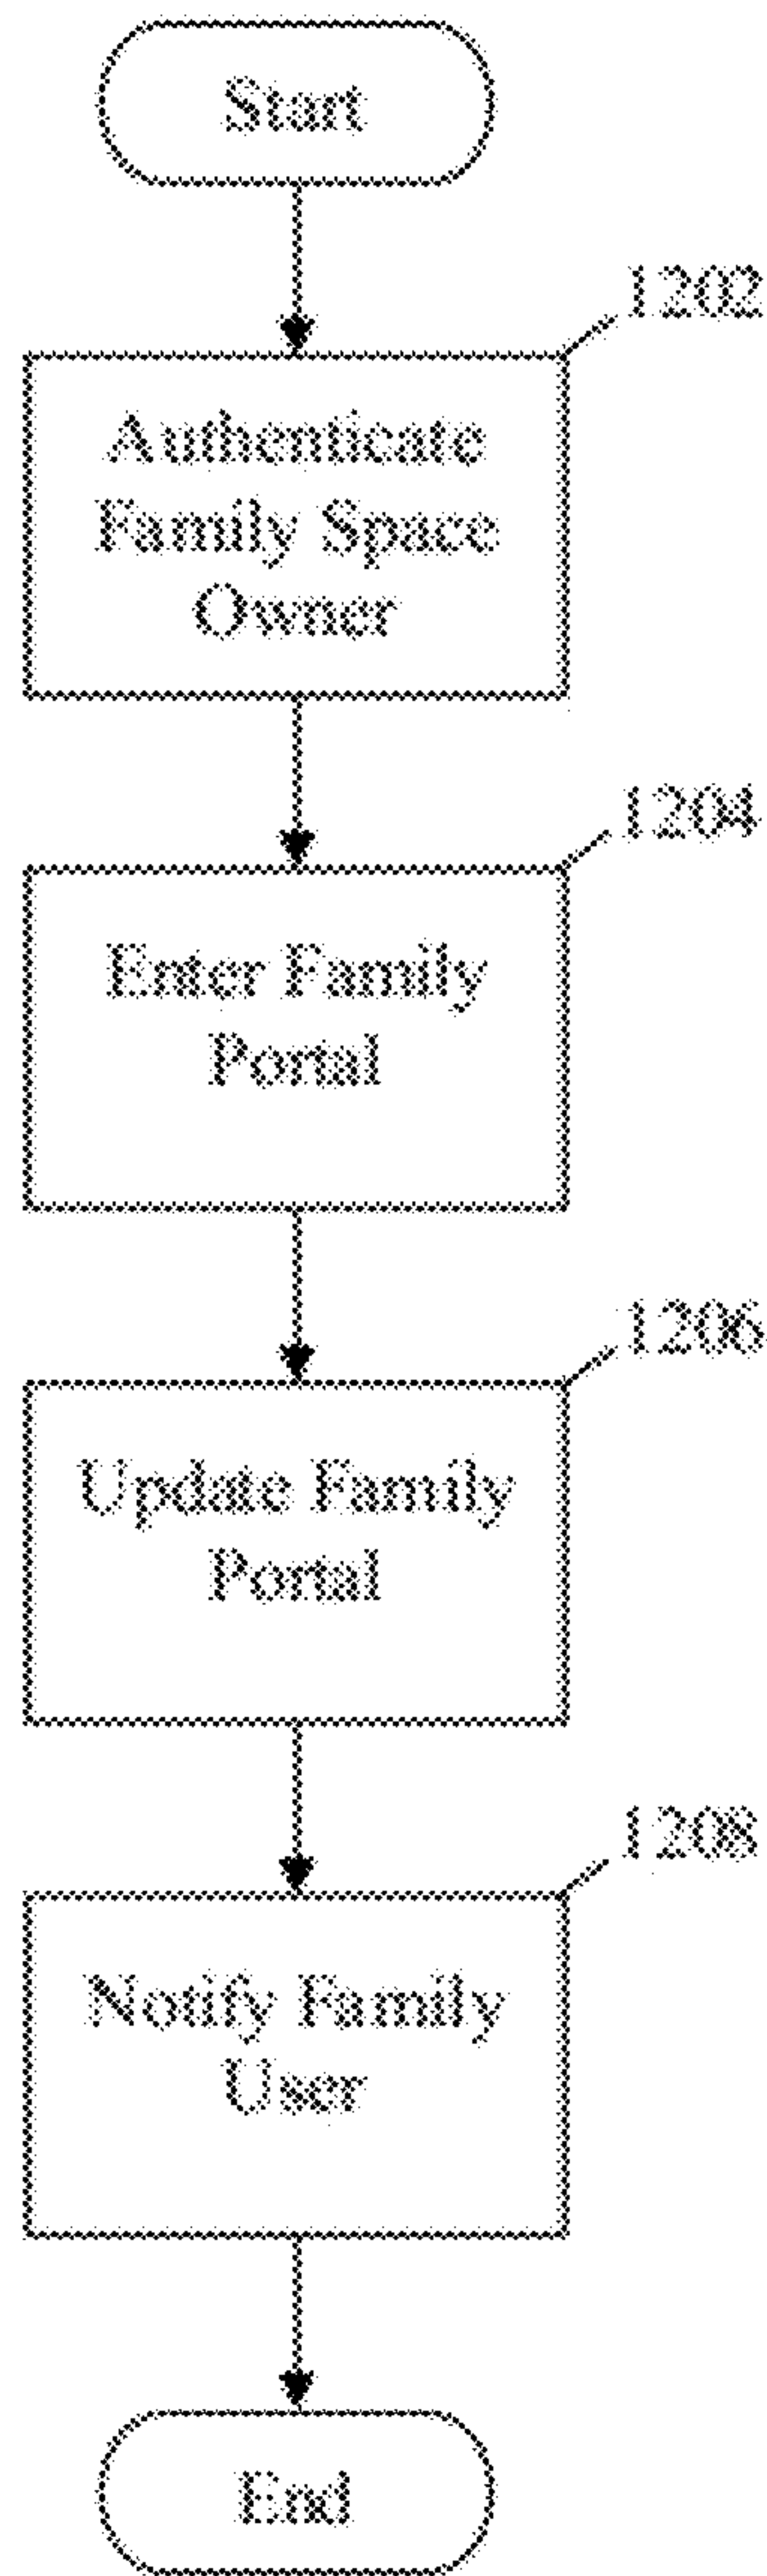 Start
1202
Authenticate
Family Space
Owner
1204
Enter Family
Portal
1206
Update Family
Portal
1208
Notify Family
User
End